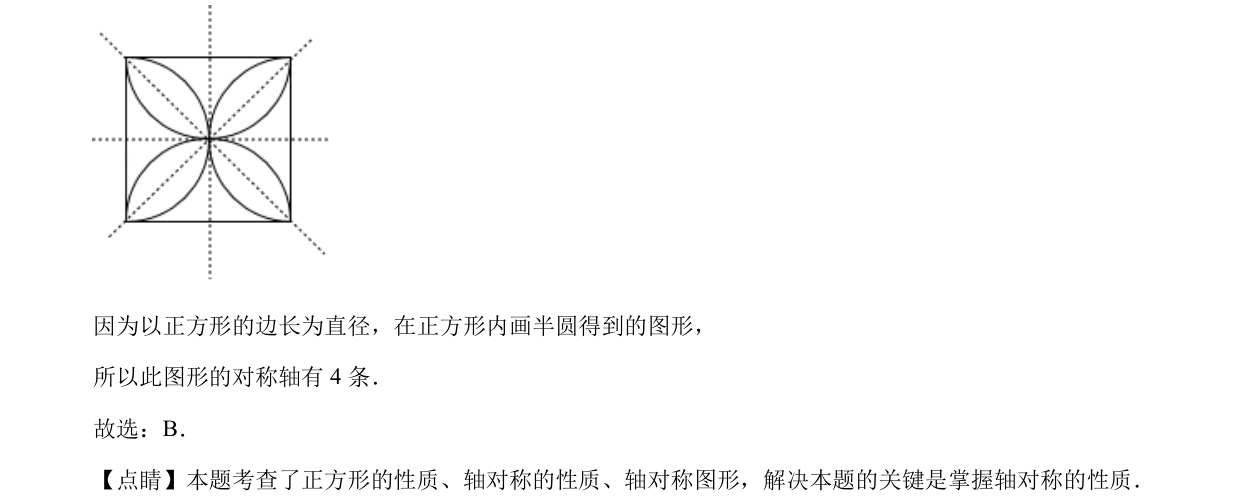 因为以正方形的边长为直径，在正方形内画半圆得到的图形，
所以此图形的对称轴有 4 条．
故选：B．
【点睛】本题考查了正方形的性质、轴对称的性质、轴对称图形，解决本题的关键是掌握轴对称的性质．